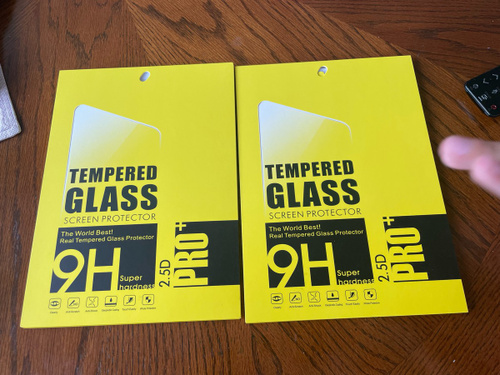 TEMPERED
GLASS
SCREEN PROTECTOR
The World Best!
Real Tempered Glass Protector
9H
Super
hardness
2.5D
PRO+
TEMPERED
GLASS
SCREEN PROTECTOR
The World Best!
Real Tempered Glass Protector
9H
Super
hardness
2.5D
PRO+